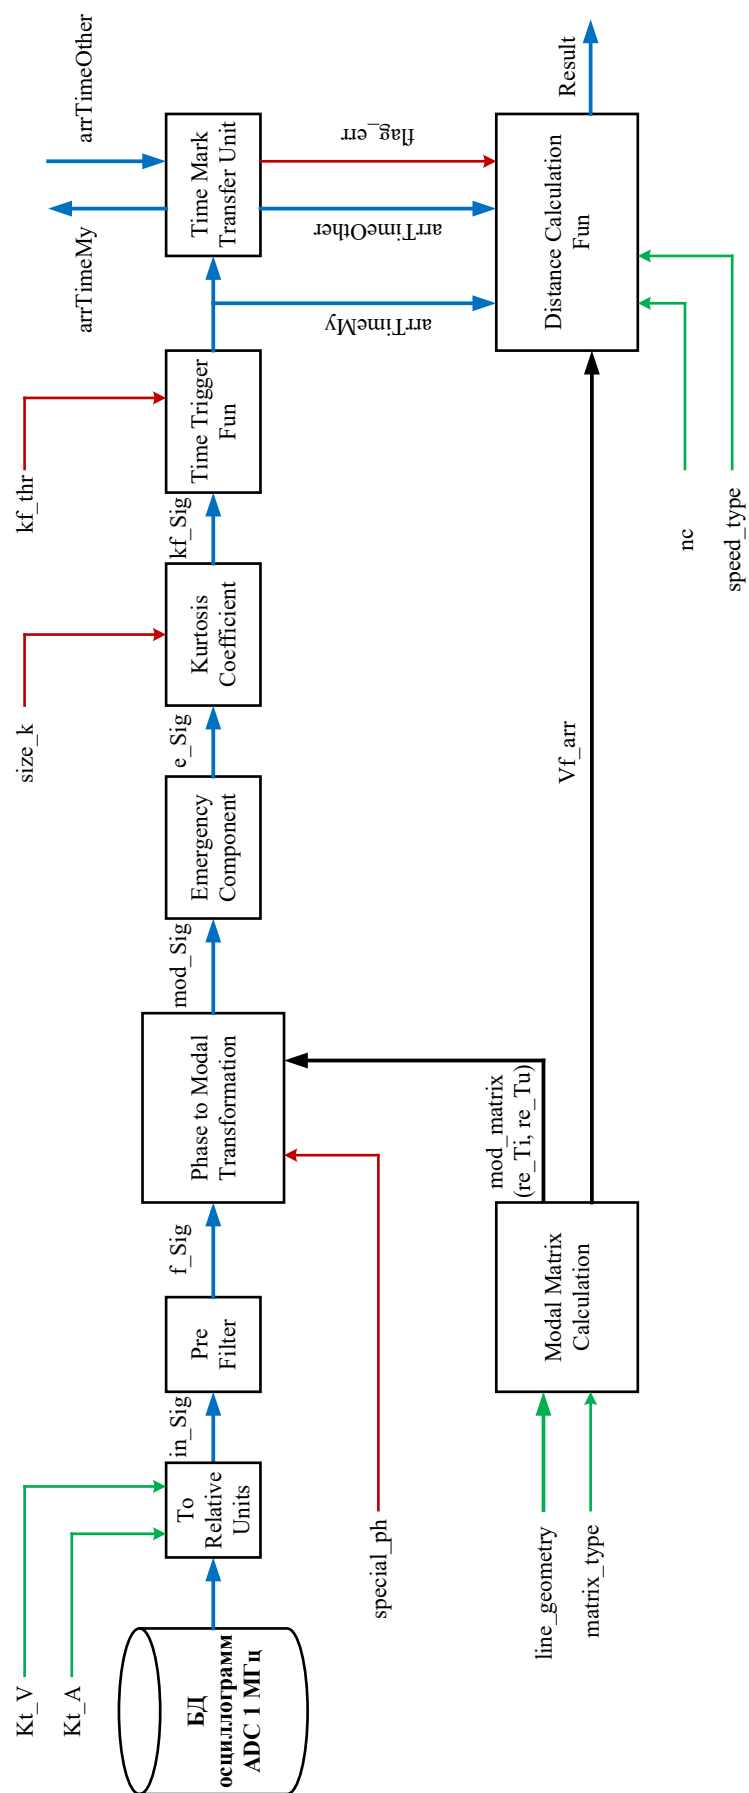 Kt_V
Kt_A
БД
осциллограмм
ADC 1 МГц
To
Relative
Units
in_Sig
Pre
Filter
f_Sig
special_ph
Phase to Modal
Transformation
mod_Sig
Emergency
Component
e_Sig
size_k
Kurtosis
Coefficient
kf_Sig
kf_thr
Time Trigger
Fun
arrTimeMy
arrTimeOther
Time Mark
Transfer Unit
arrTimeMy
arrTimeOther
flag_err
line_geometry
matrix_type
Modal Matrix
Calculation
mod_matrix
(re_Ti, re_Tu)
Vf_arr
nc
speed_type
Distance Calculation
Fun
Result